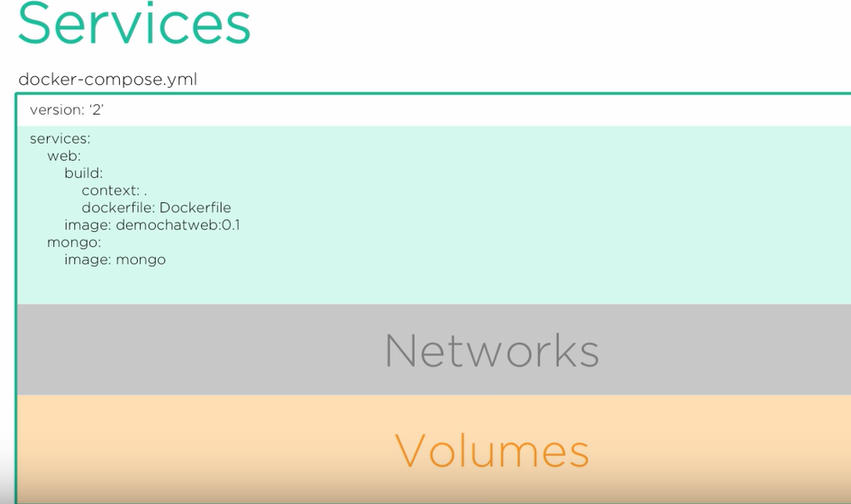 Services
docker-compose.yml
version: ‘2’
services:
web:
build:
context: .
dockerfile: Dockerfile
image: demochatweb:0.1
mongo:
image: mongo
Networks
Volumes